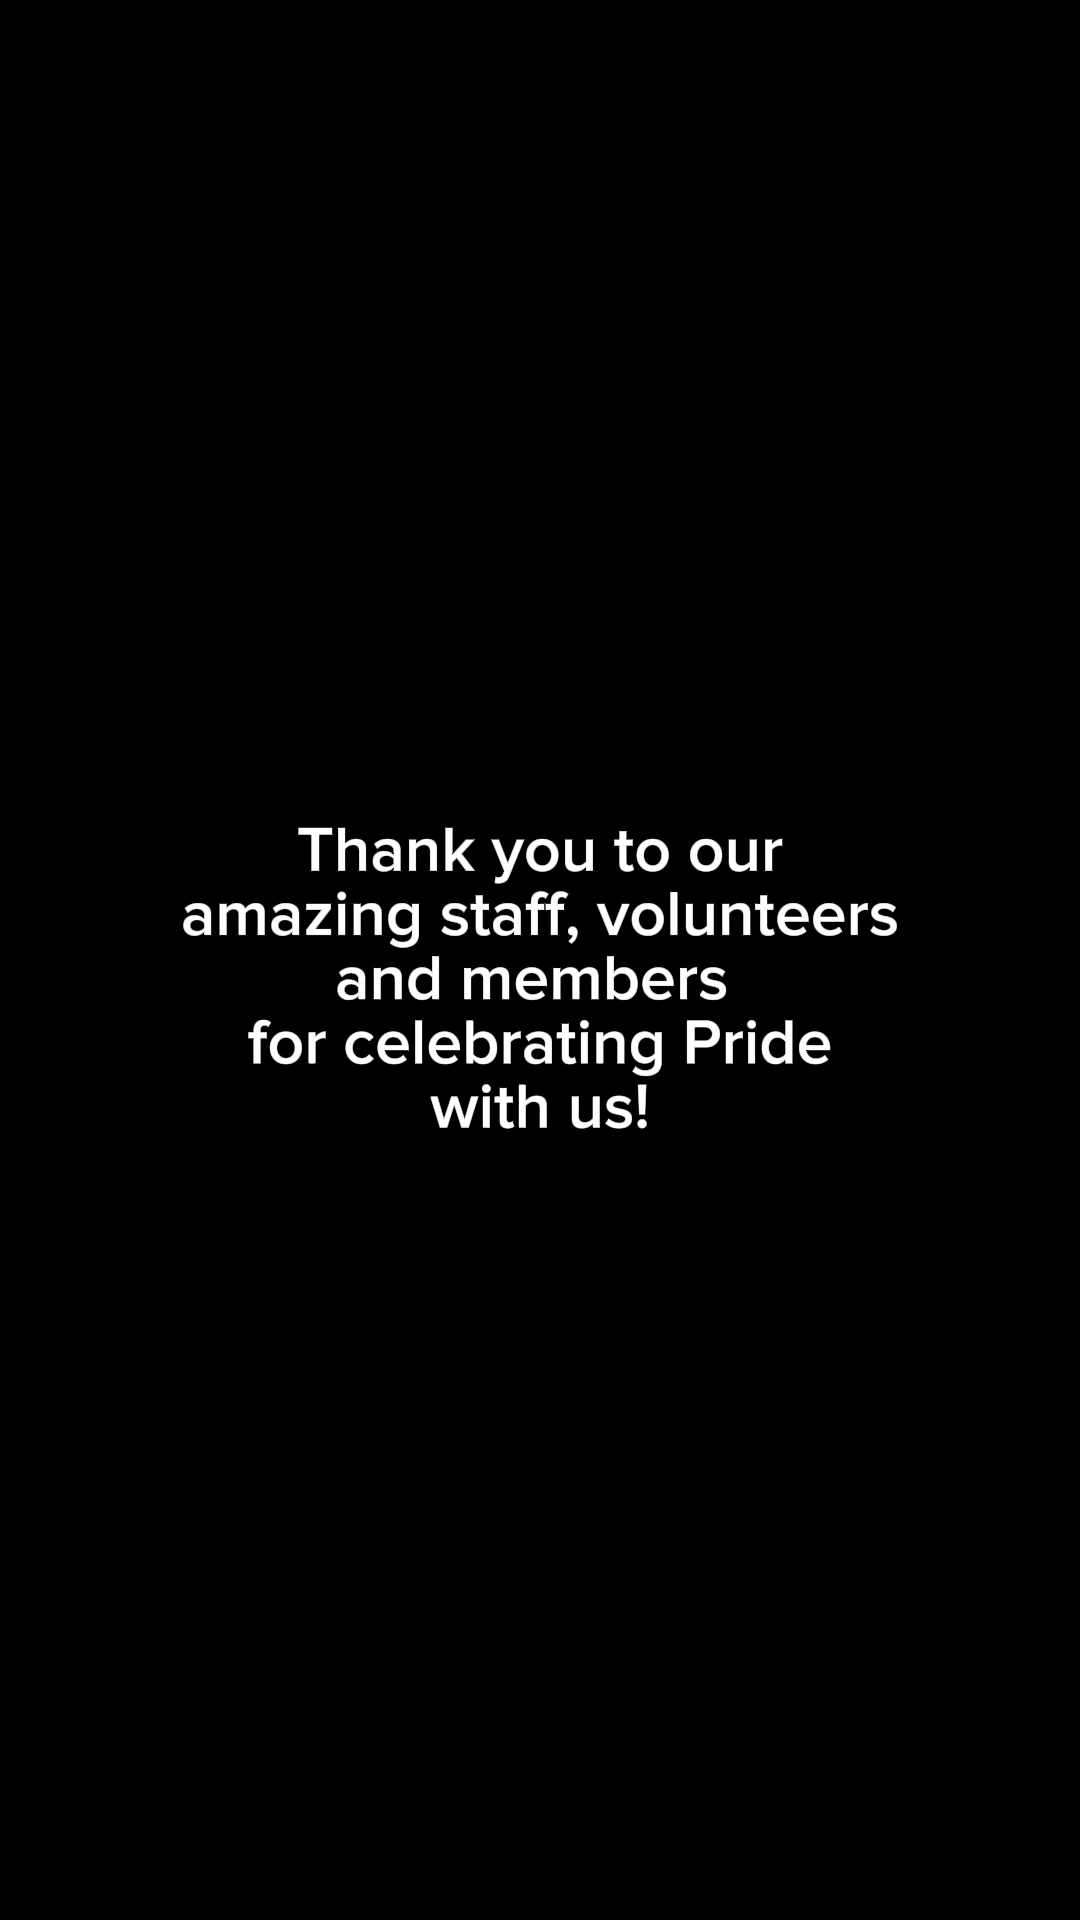 Thank you to our
amazing staff, volunteers
and members
for celebrating Pride
with us!